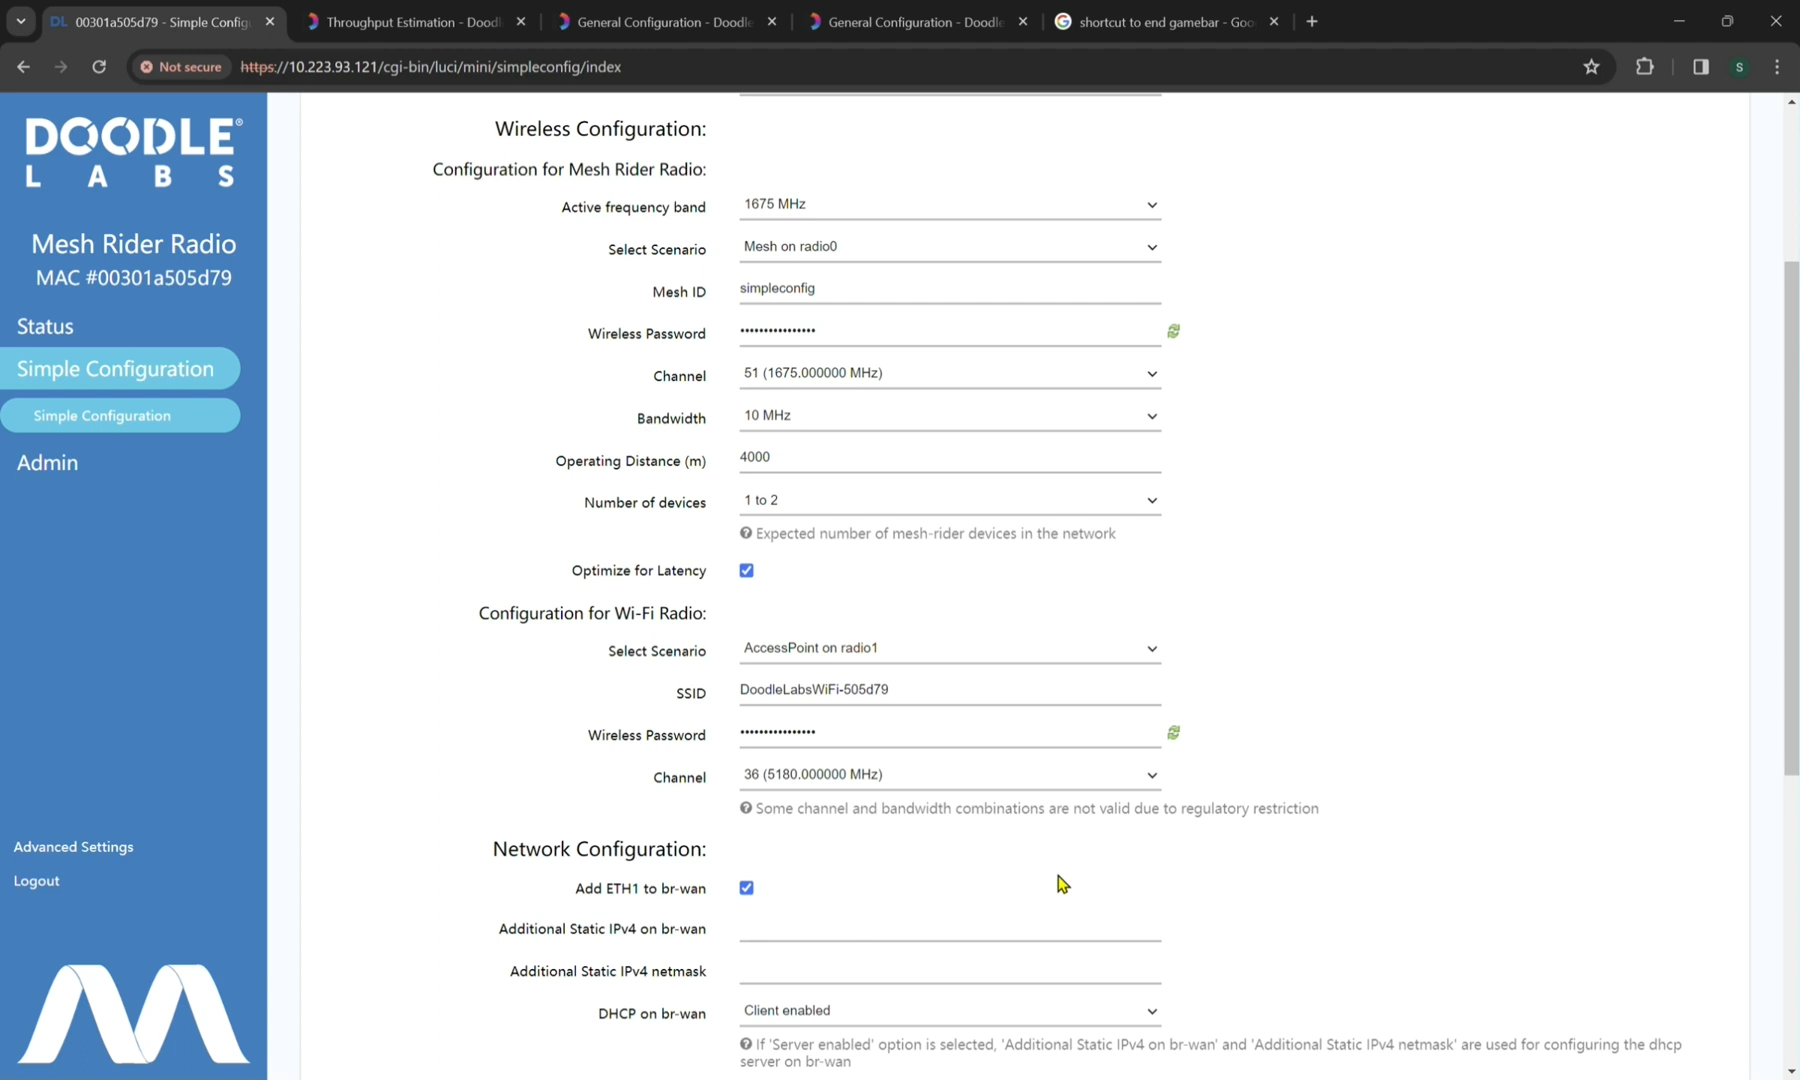 DL 00301a505d79 - Simple Config
Throughput Estimation - Doodl
General Configuration - Doodle
General Configuration - Doodle
shortcut to end gamebar - Goo
Not secure
https://10.223.93.121/cgi-bin/luci/mini/simpleconfig/index
S
DOODLE®
LABS
Mesh Rider Radio
MAC #00301a505d79
Status
Simple Configuration
Simple Configuration
Admin
Advanced Settings
Logout
Wireless Configuration:
Configuration for Mesh Rider Radio:
Active frequency band 1675 MHz
Select Scenario Mesh on radio0
Mesh ID simpleconfig
Wireless Password ••••••••••••••••
Channel 51 (1675.000000 MHz)
Bandwidth 10 MHz
Operating Distance (m) 4000
Number of devices 1 to 2
Expected number of mesh-rider devices in the network
Optimize for Latency
Configuration for Wi-Fi Radio:
Select Scenario AccessPoint on radio1
SSID DoodleLabsWiFi-505d79
Wireless Password ••••••••••••••••
Channel 36 (5180.000000 MHz)
Some channel and bandwidth combinations are not valid due to regulatory restriction
Network Configuration:
Add ETH1 to br-wan
Additional Static IPv4 on br-wan
Additional Static IPv4 netmask
DHCP on br-wan Client enabled
If 'Server enabled' option is selected, 'Additional Static IPv4 on br-wan' and 'Additional Static IPv4 netmask' are used for configuring the dhcp
server on br-wan